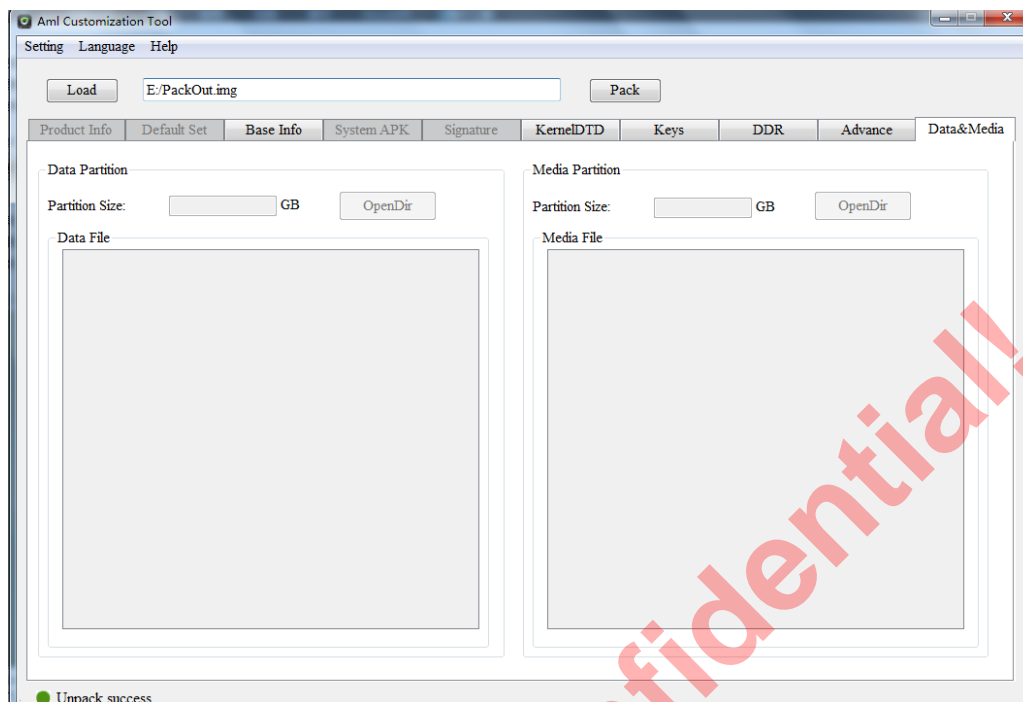 Aml Customization Tool
Setting Language Help
Load E:/PackOut.img Pack
Product Info Default Set Base Info System APK Signature KernelDTD Keys DDR Advance Data&Media
Data Partition
Partition Size: GB OpenDir
Data File
Media Partition
Partition Size: GB OpenDir
Media File
Unpack success
fidential!